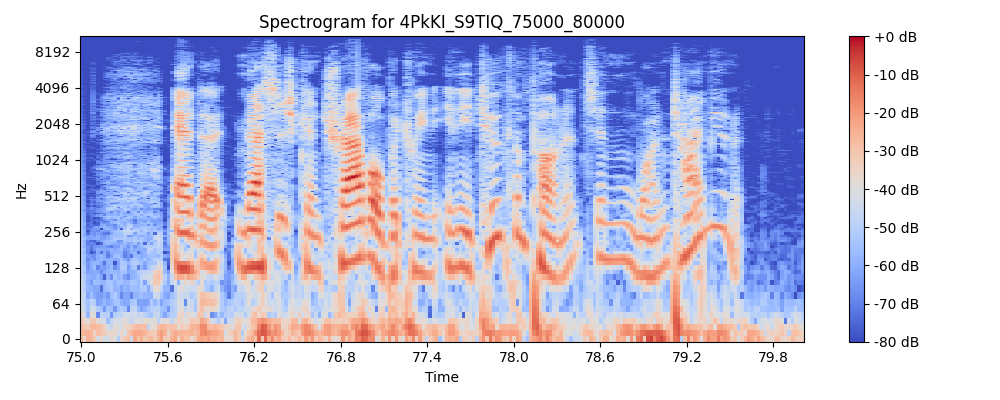 Spectrogram for 4PkKI_S9TIQ_75000_80000
8192
4096
2048
1024
512
256
128
64
0
Hz
75.0 75.6 76.2 76.8 77.4 78.0 78.6 79.2 79.8
Time
+0 dB
-10 dB
-20 dB
-30 dB
-40 dB
-50 dB
-60 dB
-70 dB
-80 dB